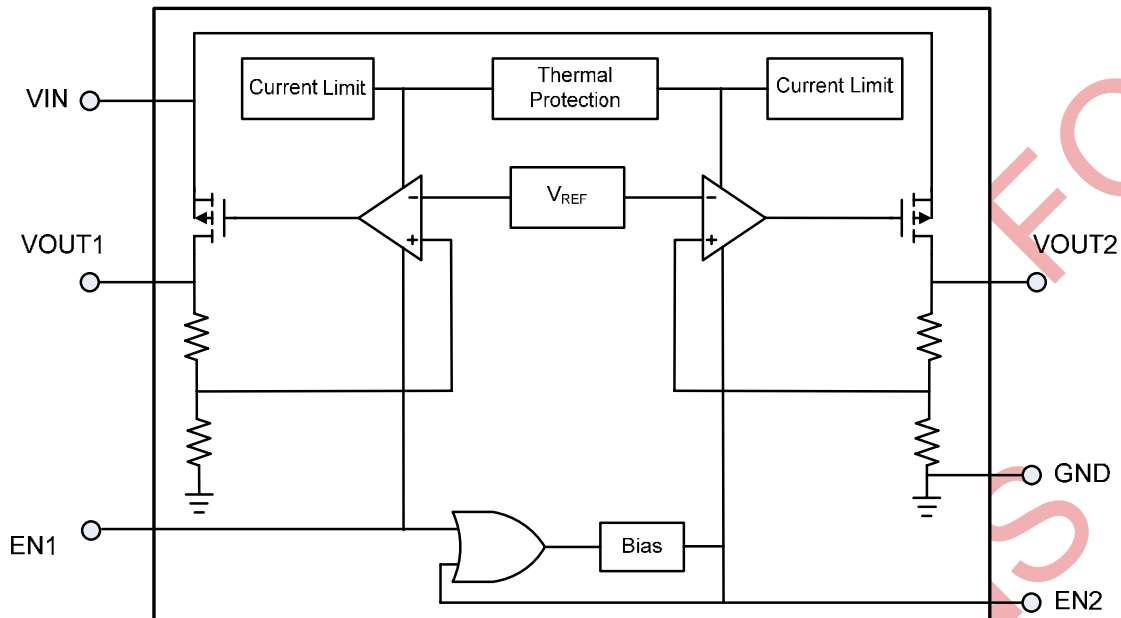 Current Limit
Thermal
Protection
Current Limit
VIN
VREF
VOUT1
VOUT2
GND
EN1
Bias
EN2